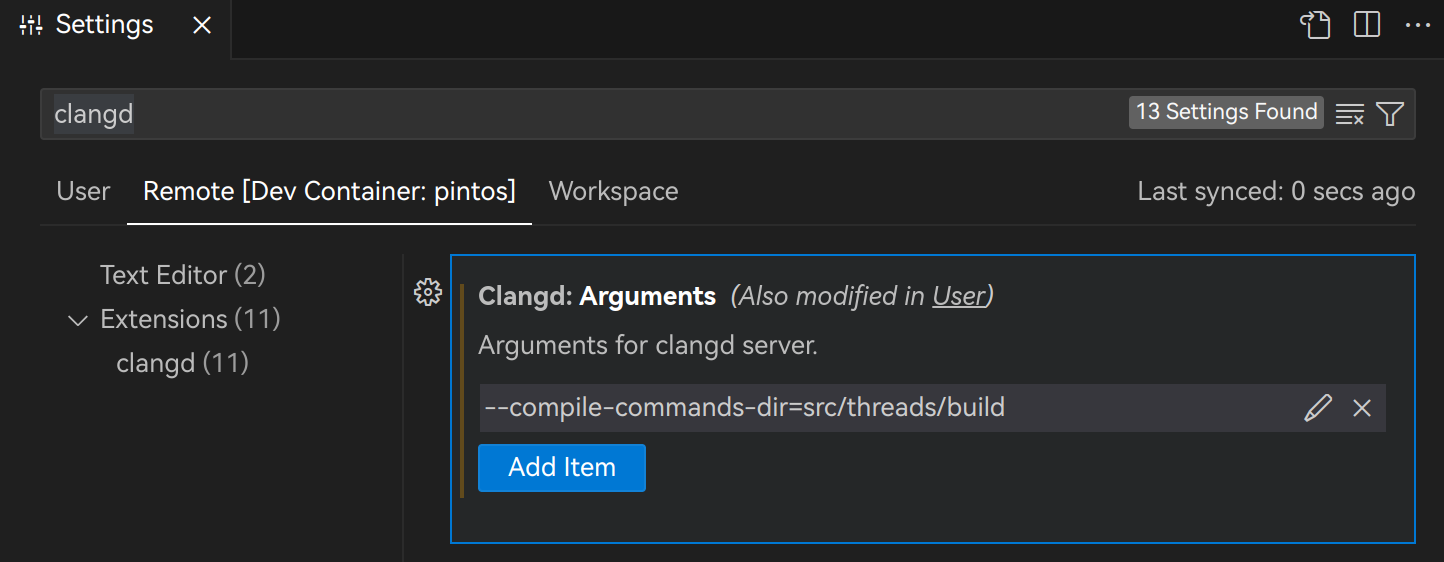 Settings
clangd
13 Settings Found
User Remote [Dev Container: pintos] Workspace
Last synced: 0 secs ago
Text Editor (2)
Extensions (11)
clangd (11)
Clangd: Arguments (Also modified in User)
Arguments for clangd server.
--compile-commands-dir=src/threads/build
Add Item